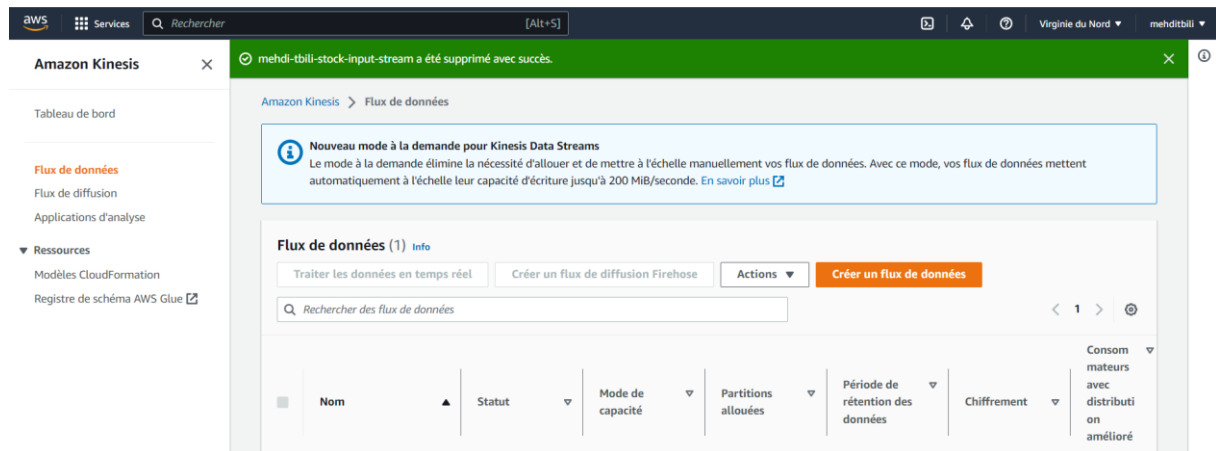 aws Services Rechercher [Alt+S] Virginie du Nord mehditbili
Amazon Kinesis
Tableau de bord
Flux de données
Flux de diffusion
Applications d'analyse
Ressources
Modèles CloudFormation
Registre de schéma AWS Glue
mehdi-tbili-stock-input-stream a été supprimé avec succès.
Amazon Kinesis > Flux de données
Nouveau mode à la demande pour Kinesis Data Streams
Le mode à la demande élimine la nécessité d'allouer et de mettre à l'échelle manuellement vos flux de données. Avec ce mode, vos flux de données mettent
automatiquement à l'échelle leur capacité d'écriture jusqu'à 200 MiB/seconde. En savoir plus
Flux de données (1) Info
Traiter les données en temps réel Créer un flux de diffusion Firehose Actions Créer un flux de données
Rechercher des flux de données
< 1 >
Nom
Statut
Mode de
capacité
Partitions
allouées
Période de
rétention des
données
Chiffrement
Consom
mateurs
avec
distributi
on
amélioré